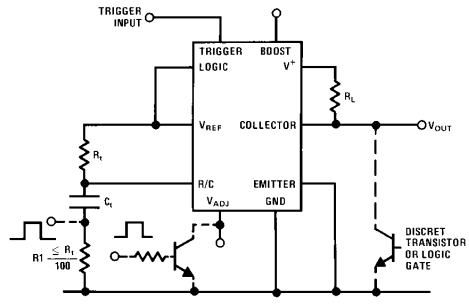 TRIGGER
INPUT
TRIGGER
BOOST
LOGIC
V+
RL
VREF
COLLECTOR
VOUT
Rt
R/C
EMITTER
Ct
VADJ
GND
R1 ≤ Rt
100
DISCRET
TRANSISTOR
OR LOGIC
GATE